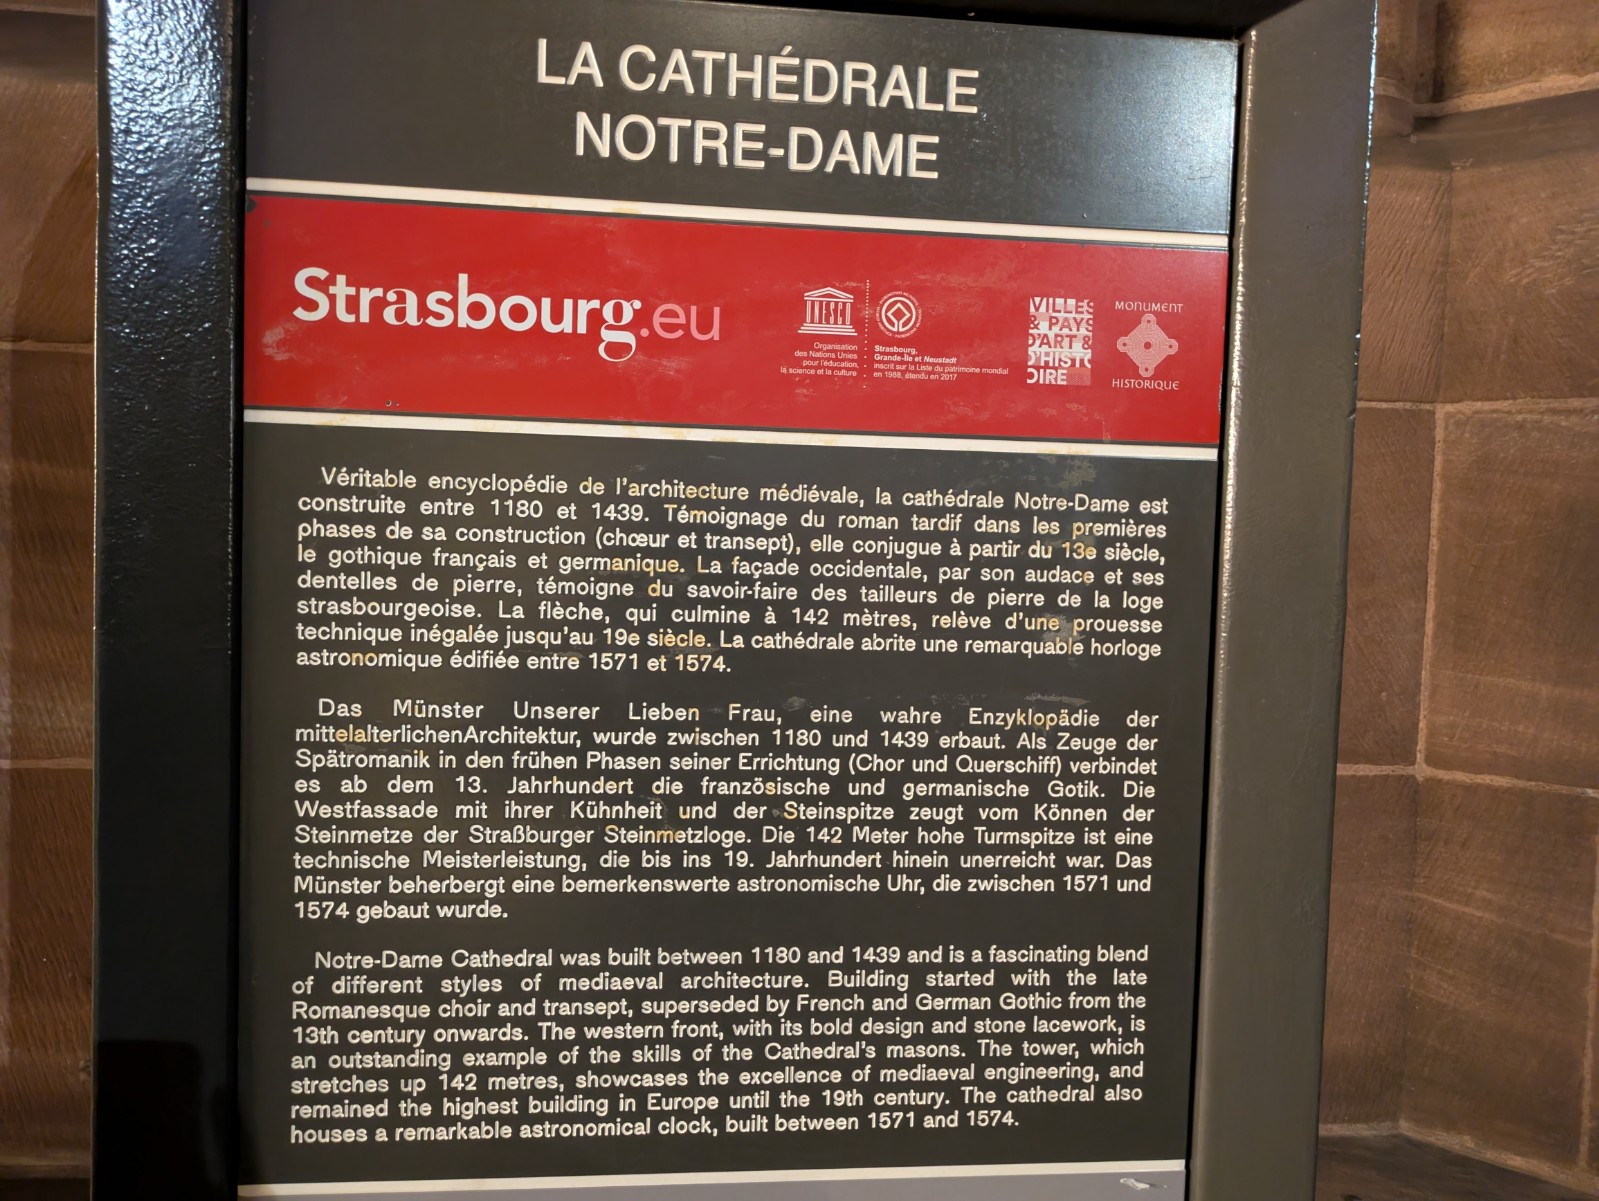 LA CATHÉDRALE
NOTRE-DAME
Strasbourg.eu
UNESCO
Organisation
des Nations Unies
pour l'éducation,
la science et la culture
Strasbourg,
Grande-Île et Neustadt
inscrit sur la Liste du patrimoine mondial
en 1988, étendu en 2017
VILLES
& PAYS
D'ART &
D'HISTO
OIRE
MONUMENT
HISTORIQUE
Véritable encyclopédie de l'architecture médiévale, la cathédrale Notre-Dame est
construite entre 1180 et 1439. Témoignage du roman tardif dans les premières
phases de sa construction (chœur et transept), elle conjugue à partir du 13e siècle,
le gothique français et germanique. La façade occidentale, par son audace et ses
dentelles de pierre, témoigne du savoir-faire des tailleurs de pierre de la loge
strasbourgeoise. La flèche, qui culmine à 142 mètres, relève d'une prouesse
technique inégalée jusqu'au 19e siècle. La cathédrale abrite une remarquable horloge
astronomique édifiée entre 1571 et 1574.
Das Münster Unserer Lieben Frau, eine wahre Enzyklopädie der
mittelalterlichenArchitektur, wurde zwischen 1180 und 1439 erbaut. Als Zeuge der
Spätromanik in den frühen Phasen seiner Errichtung (Chor und Querschiff) verbindet
es ab dem 13. Jahrhundert die französische und germanische Gotik. Die
Westfassade mit ihrer Kühnheit und der Steinspitze zeugt vom Können der
Steinmetze der Straßburger Steinmetzloge. Die 142 Meter hohe Turmspitze ist eine
technische Meisterleistung, die bis ins 19. Jahrhundert hinein unerreicht war. Das
Münster beherbergt eine bemerkenswerte astronomische Uhr, die zwischen 1571 und
1574 gebaut wurde.
Notre-Dame Cathedral was built between 1180 and 1439 and is a fascinating blend
of different styles of mediaeval architecture. Building started with the late
Romanesque choir and transept, superseded by French and German Gothic from the
13th century onwards. The western front, with its bold design and stone lacework, is
an outstanding example of the skills of the Cathedral's masons. The tower, which
stretches up 142 metres, showcases the excellence of mediaeval engineering, and
remained the highest building in Europe until the 19th century. The cathedral also
houses a remarkable astronomical clock, built between 1571 and 1574.